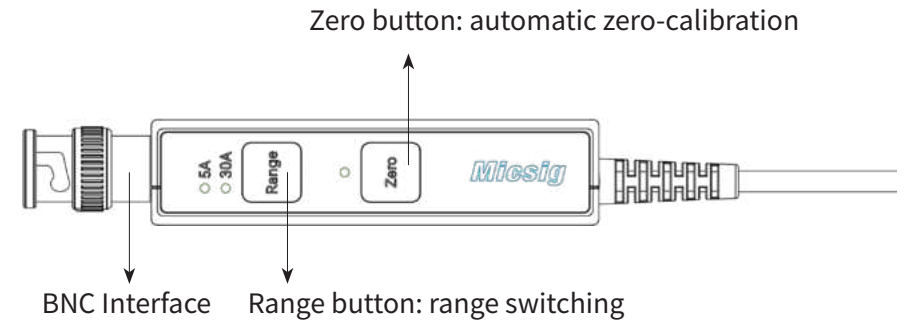 Zero button: automatic zero-calibration
5A
30A
Range
Zero
Micsig
BNC Interface
Range button: range switching